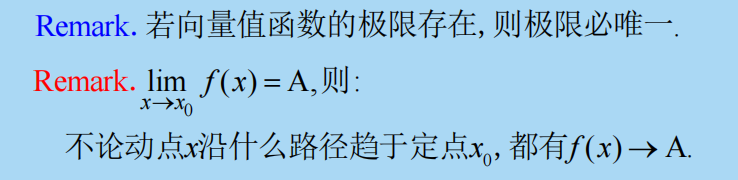 Remark. 若向量值函数的极限存在,则极限必唯一.
Remark. lim f(x) = A,则:
x→x₀
不论动点x沿什么路径趋于定点x₀, 都有f(x) → A.